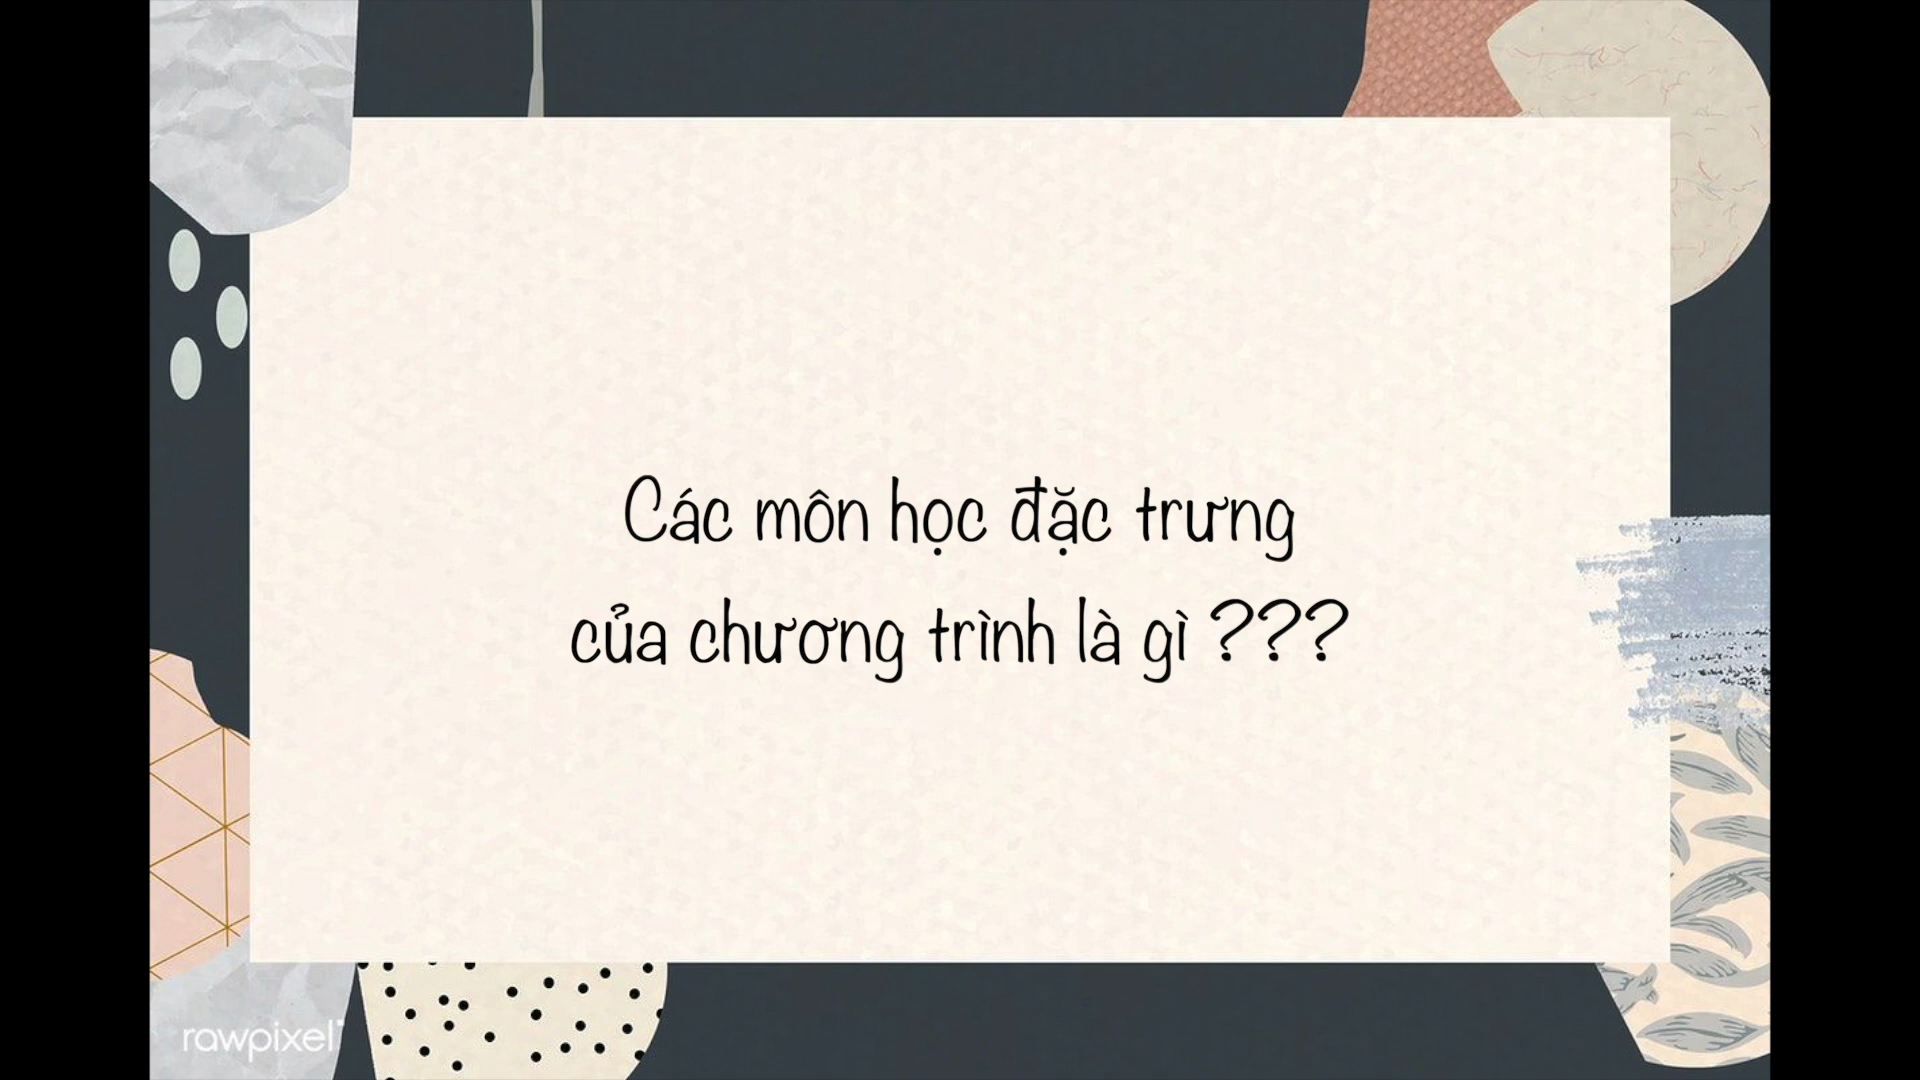 Các môn học đặc trưng
của chương trình là gì ???
rawpixel